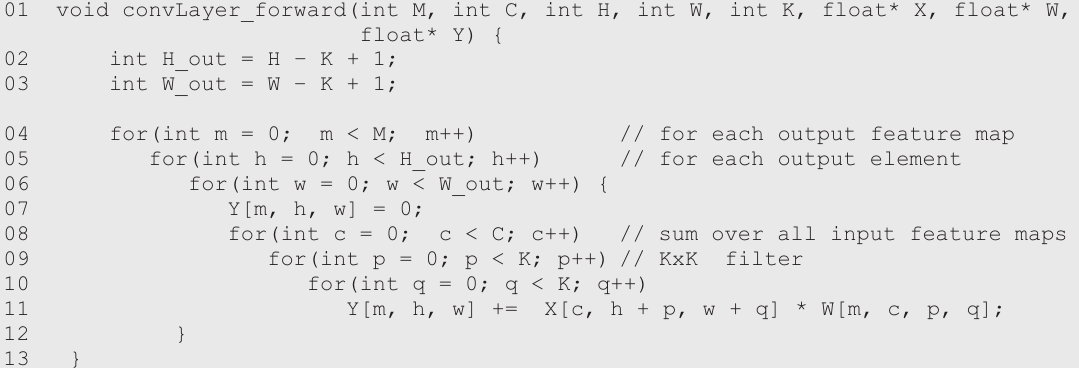 01 void convLayer_forward(int M, int C, int H, int W, int K, float* X, float* W,
float* Y) {
02 int H_out = H - K + 1;
03 int W_out = W - K + 1;
04 for(int m = 0; m < M; m++) // for each output feature map
05 for(int h = 0; h < H_out; h++) // for each output element
06 for(int w = 0; w < W_out; w++) {
07 Y[m, h, w] = 0;
08 for(int c = 0; c < C; c++) // sum over all input feature maps
09 for(int p = 0; p < K; p++) // KxK filter
10 for(int q = 0; q < K; q++)
11 Y[m, h, w] += X[c, h + p, w + q] * W[m, c, p, q];
12 }
13 }